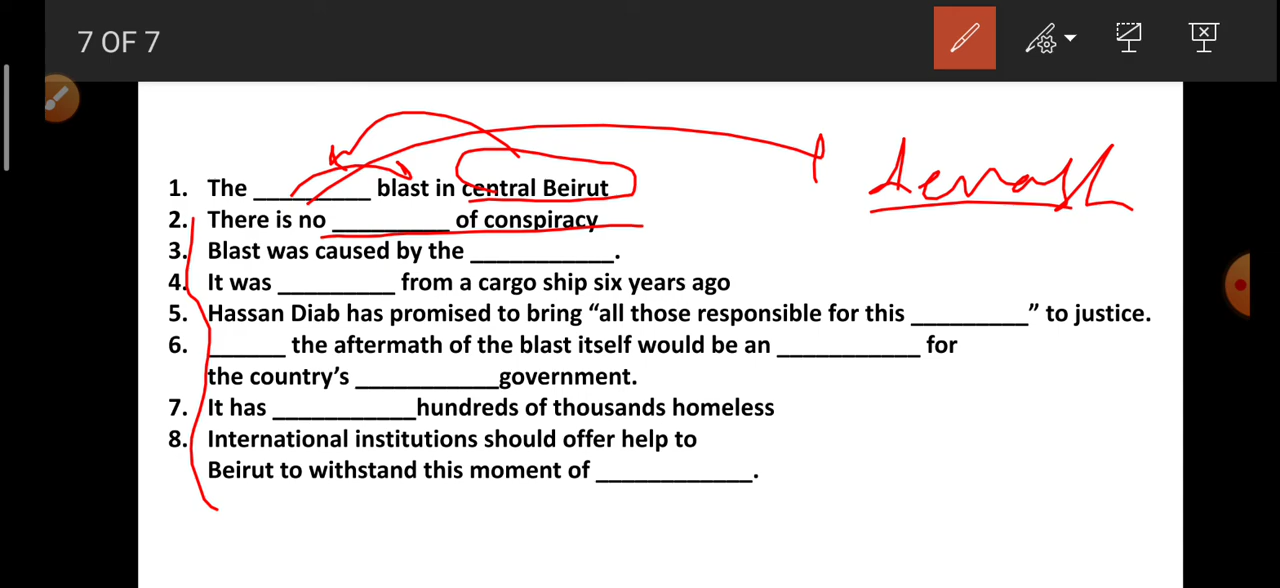 7 OF 7
1. The _________ blast in central Beirut
2. There is no _________ of conspiracy
3. Blast was caused by the ___________.
4. It was _________ from a cargo ship six years ago
5. Hassan Diab has promised to bring “all those responsible for this _________” to justice.
6. ______ the aftermath of the blast itself would be an ___________ for
the country’s ___________government.
7. It has ___________hundreds of thousands homeless
8. International institutions should offer help to
Beirut to withstand this moment of ____________.